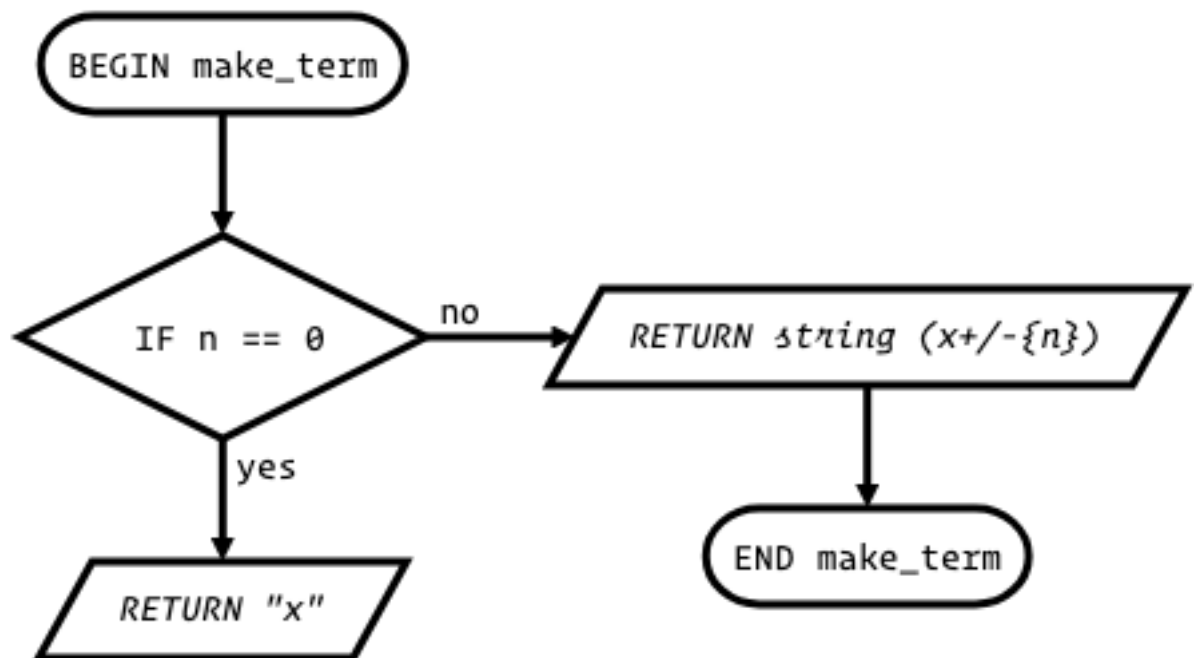 BEGIN make_term
IF n == 0
no
RETURN string (x+/-{n})
yes
END make_term
RETURN "x"